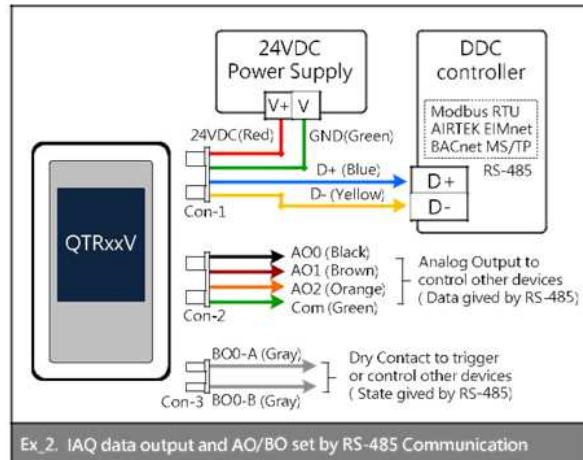 24VDC
Power Supply
V+ V
DDC
controller
Modbus RTU
AIRTEK EIMnet
BACnet MS/TP
RS-485
24VDC(Red)
GND(Green)
D+ (Blue)
D- (Yellow)
D+
D-
Con-1
QTRxxV
AO0 (Black)
AO1 (Brown)
AO2 (Orange)
Com (Green)
Con-2
Analog Output to
control other devices
( Data gived by RS-485)
BO0-A (Gray)
BO0-B (Gray)
Con-3
Dry Contact to trigger
or control other devices
( State gived by RS-485)
Ex_2. IAQ data output and AO/BO set by RS-485 Communication